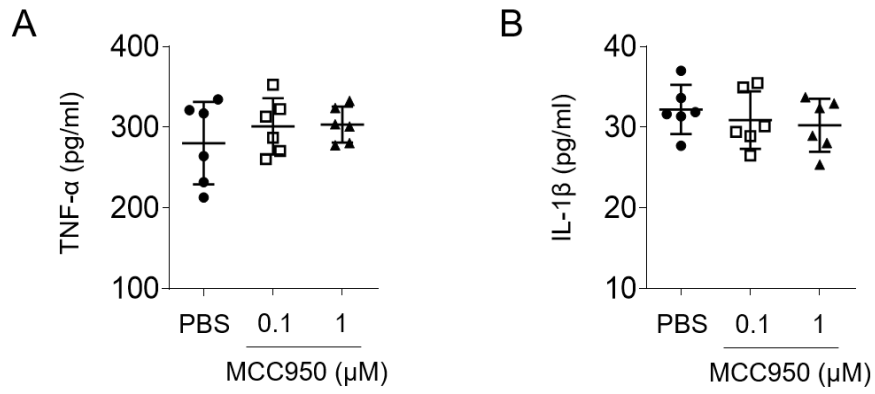 A
TNF-α (pg/ml)
400
300
200
100
PBS
0.1
1
MCC950 (μM)
B
IL-1β (pg/ml)
40
30
20
10
PBS
0.1
1
MCC950 (μM)